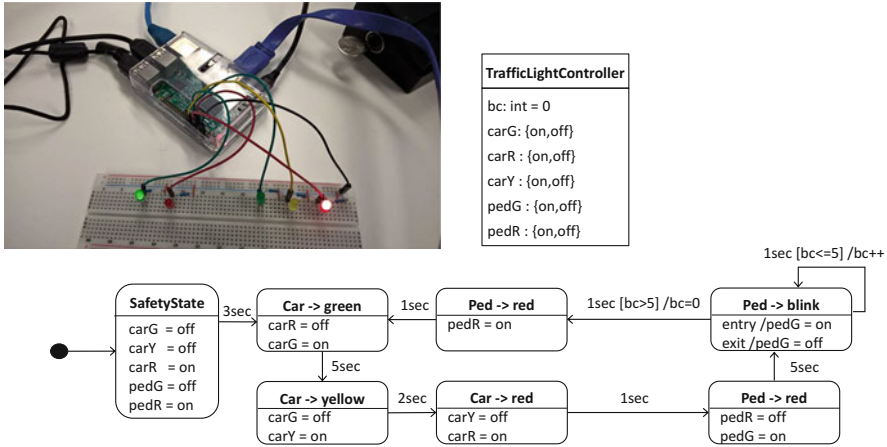 TrafficLightController
bc: int = 0
carG: {on,off}
carR : {on,off}
carY : {on,off}
pedG : {on,off}
pedR : {on,off}
1sec [bc<=5] /bc++
SafetyState
carG = off
carY = off
carR = on
pedG = off
pedR = on
3sec
Car -> green
carR = off
carG = on
1sec
Ped -> red
pedR = on
1sec [bc>5] /bc=0
Ped -> blink
entry /pedG = on
exit /pedG = off
5sec
5sec
Car -> yellow
carG = off
carY = on
2sec
Car -> red
carY = off
carR = on
1sec
Ped -> red
pedR = off
pedG = on